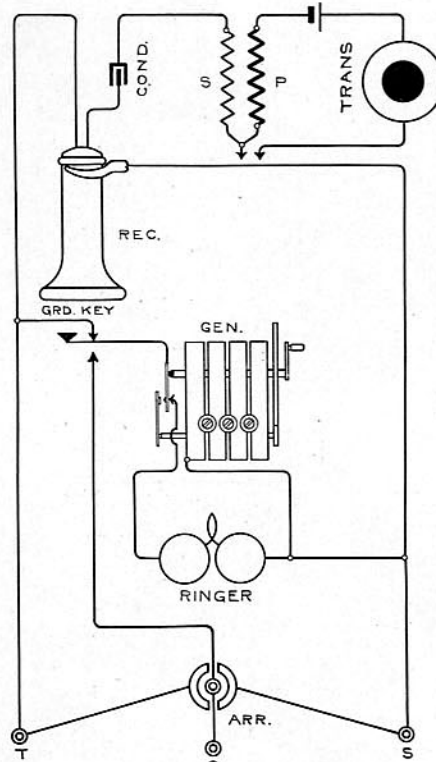 COND.
S
P
TRANS
REC.
GRD. KEY
GEN.
RINGER
ARR.
T
S